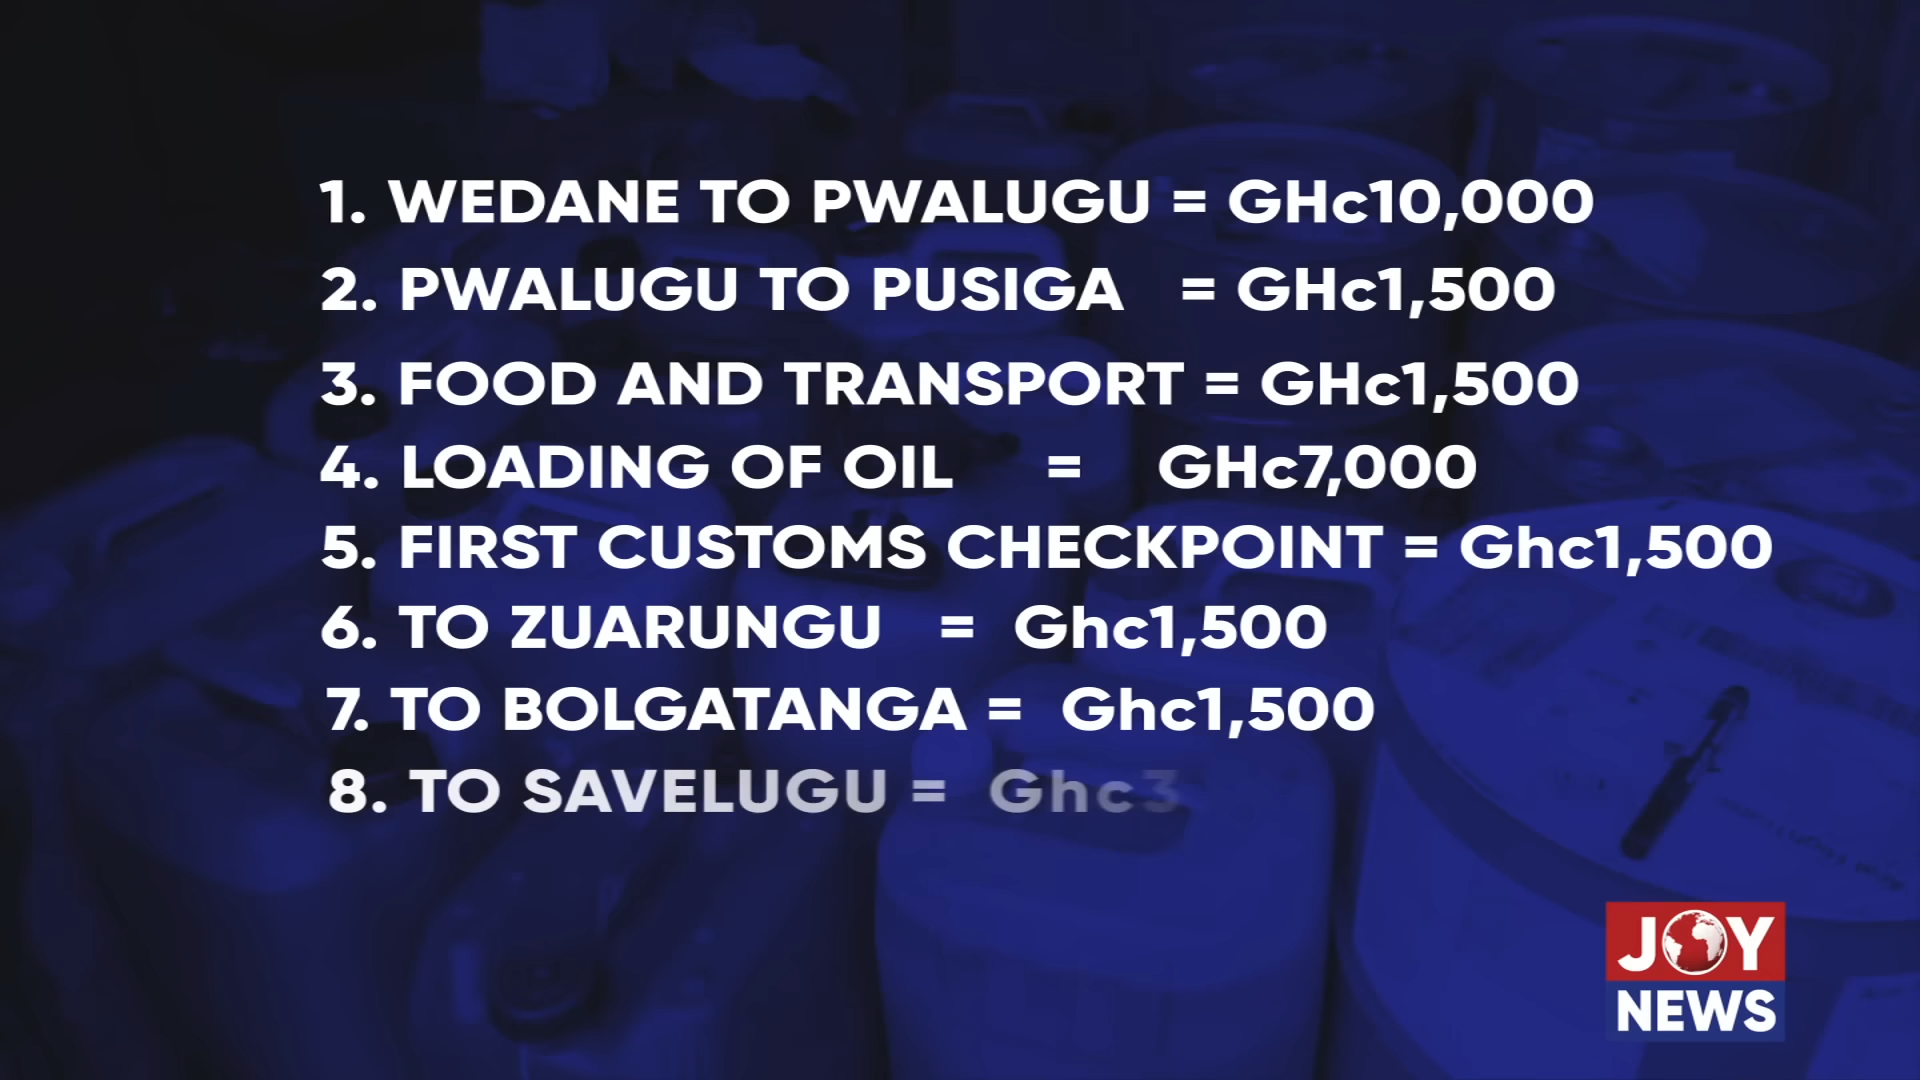 1. WEDANE TO PWALUGU = GHc10,000
2. PWALUGU TO PUSIGA = GHc1,500
3. FOOD AND TRANSPORT = GHc1,500
4. LOADING OF OIL = GHc7,000
5. FIRST CUSTOMS CHECKPOINT = Ghc1,500
6. TO ZUARUNGU = Ghc1,500
7. TO BOLGATANGA = Ghc1,500
8. TO SAVELUGU = Ghc3
JOY
NEWS